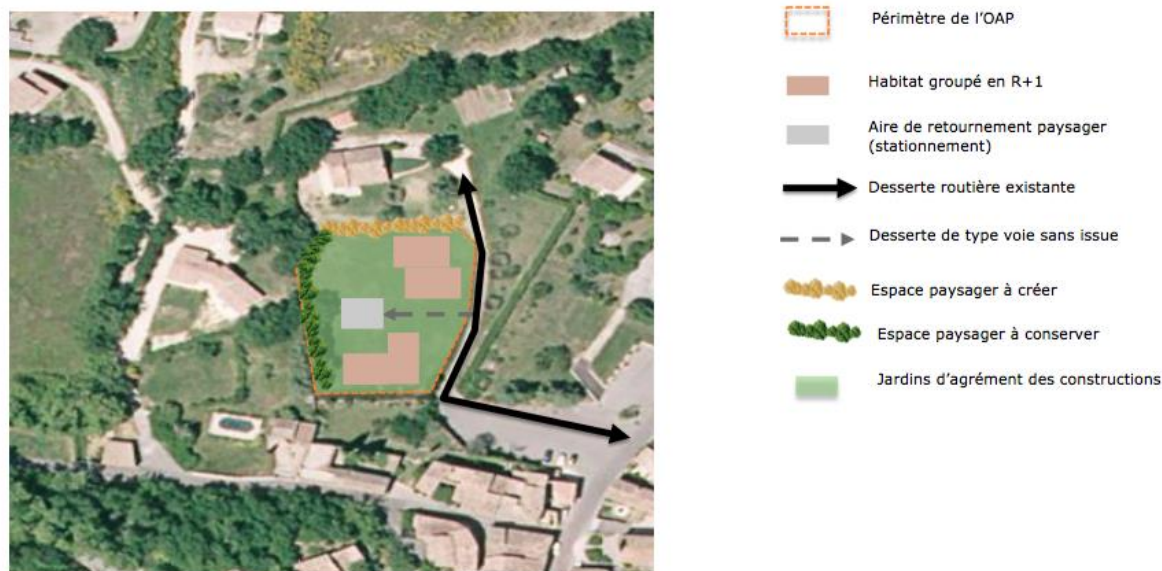 Périmètre de l'OAP
Habitat groupé en R+1
Aire de retournement paysager
(stationnement)
Desserte routière existante
Desserte de type voie sans issue
Espace paysager à créer
Espace paysager à conserver
Jardins d'agrément des constructions